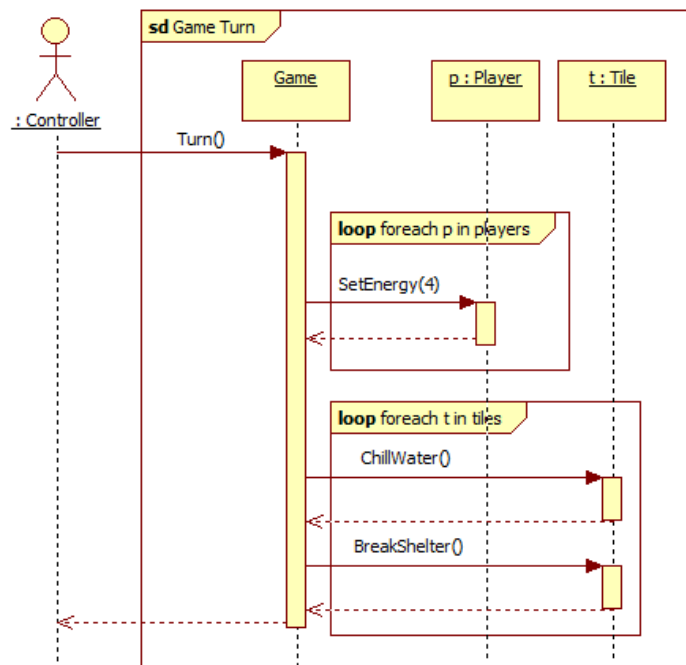 sd Game Turn
: Controller
Game
p : Player
t : Tile
Turn()
loop foreach p in players
SetEnergy(4)
loop foreach t in tiles
ChillWater()
BreakShelter()